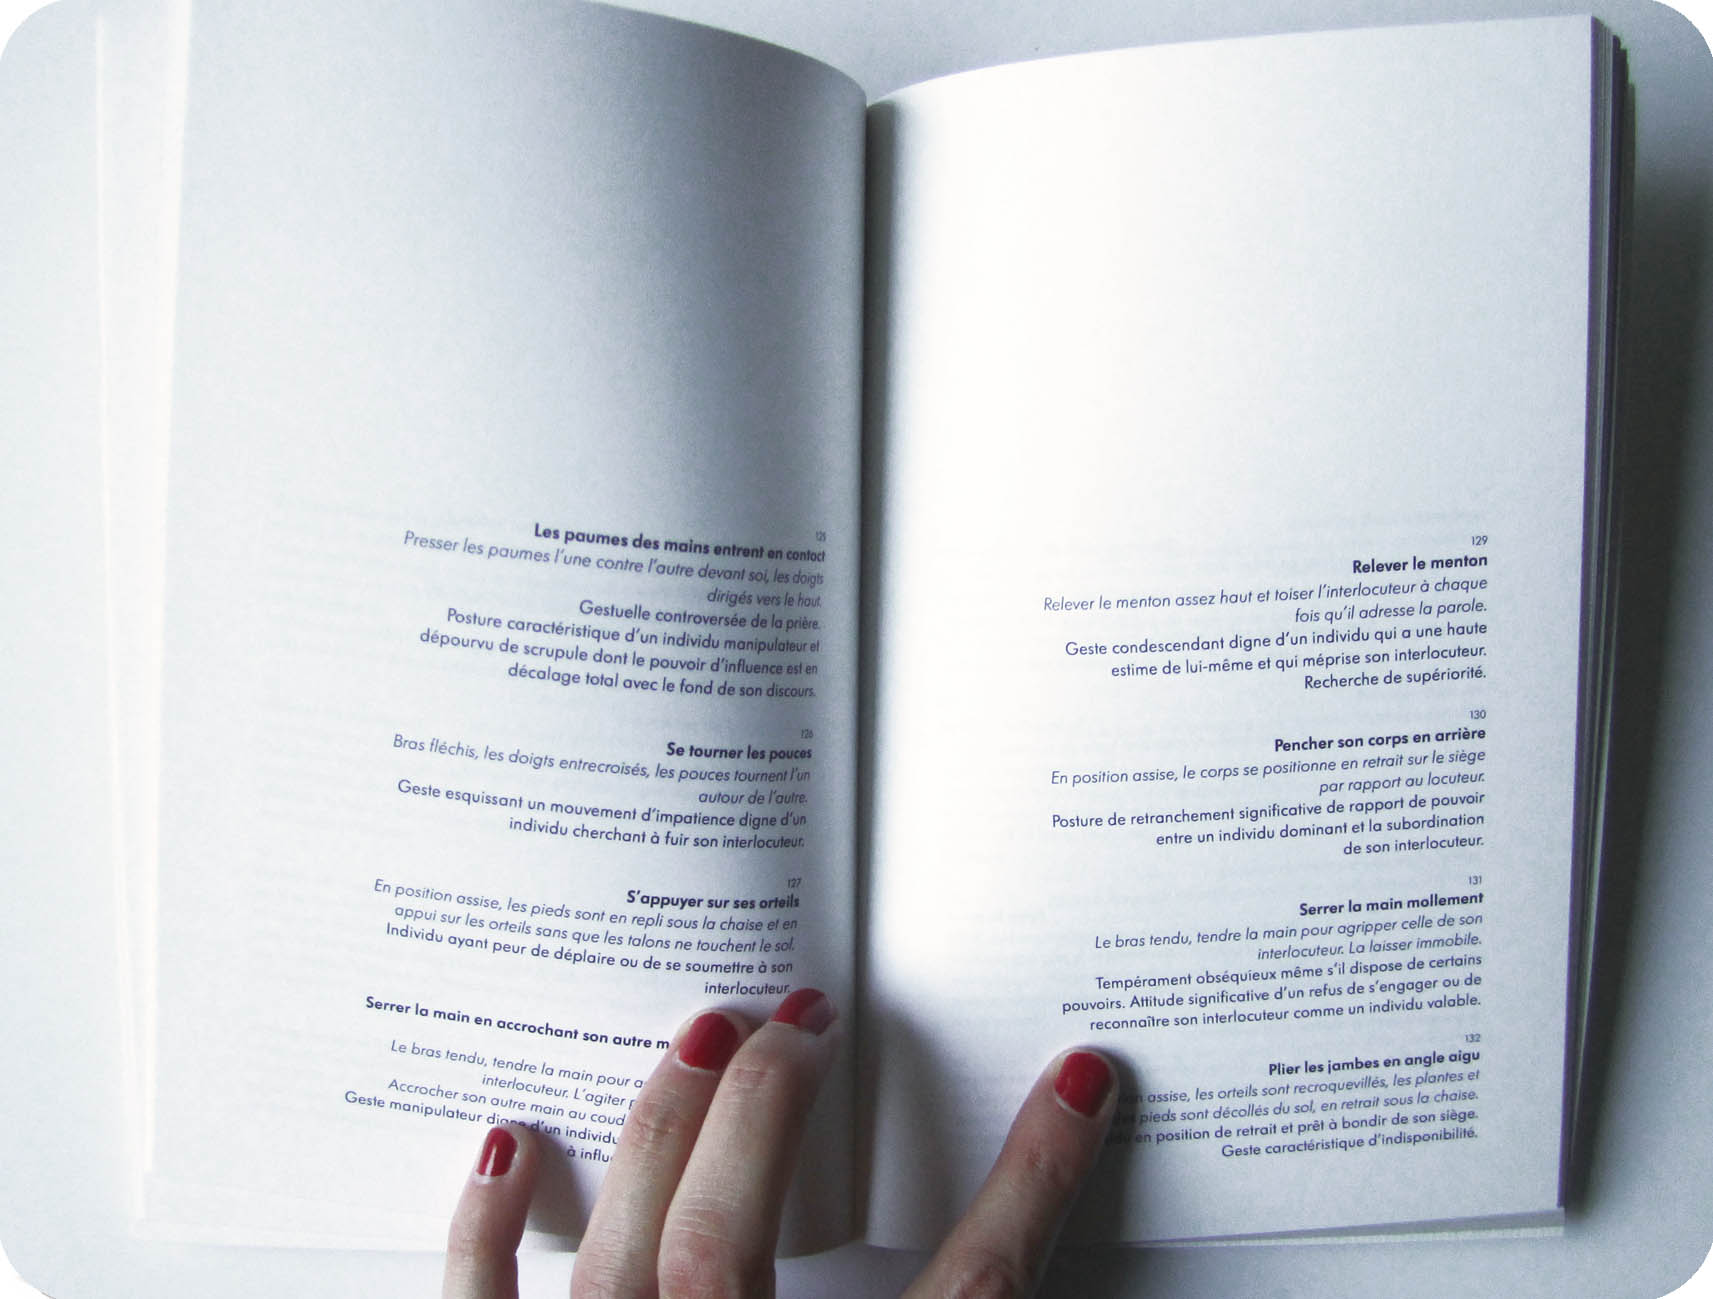 125
Les paumes des mains entrent en contact
Presser les paumes l'une contre l'autre devant soi, les doigts
dirigés vers le haut.
Gestuelle controversée de la prière.
Posture caractéristique d'un individu manipulateur et
dépourvu de scrupule dont le pouvoir d'influence est en
décalage total avec le fond de son discours.
126
Se tourner les pouces
Bras fléchis, les doigts entrecroisés, les pouces tournent l'un
autour de l'autre.
Geste esquissant un mouvement d'impatience digne d'un
individu cherchant à fuir son interlocuteur.
127
S'appuyer sur ses orteils
En position assise, les pieds sont en repli sous la chaise et en
appui sur les orteils sans que les talons ne touchent le sol.
Individu ayant peur de déplaire ou de se soumettre à son
interlocuteur.
Serrer la main en accrochant son autre
Le bras tendu, tendre la main pour
interlocuteur. L'agiter
Accrocher son autre main au
Geste manipulateur digne d'un individu
à
129
Relever le menton
Relever le menton assez haut et toiser l'interlocuteur à chaque
fois qu'il adresse la parole.
Geste condescendant digne d'un individu qui a une haute
estime de lui-même et qui méprise son interlocuteur.
Recherche de supériorité.
130
Pencher son corps en arrière
En position assise, le corps se positionne en retrait sur le siège
par rapport au locuteur.
Posture de retranchement significative de rapport de pouvoir
entre un individu dominant et la subordination
de son interlocuteur.
131
Serrer la main mollement
Le bras tendu, tendre la main pour agripper celle de son
interlocuteur. La laisser immobile.
Tempérament obséquieux même s'il dispose de certains
pouvoirs. Attitude significative d'un refus de s'engager ou de
reconnaître son interlocuteur comme un individu valable.
132
Plier les jambes en angle aigu
assise, les orteils sont recroquevillés, les plantes et
pieds sont décollés du sol, en retrait sous la chaise.
en position de retrait et prêt à bondir de son siège.
Geste caractéristique d'indisponibilité.